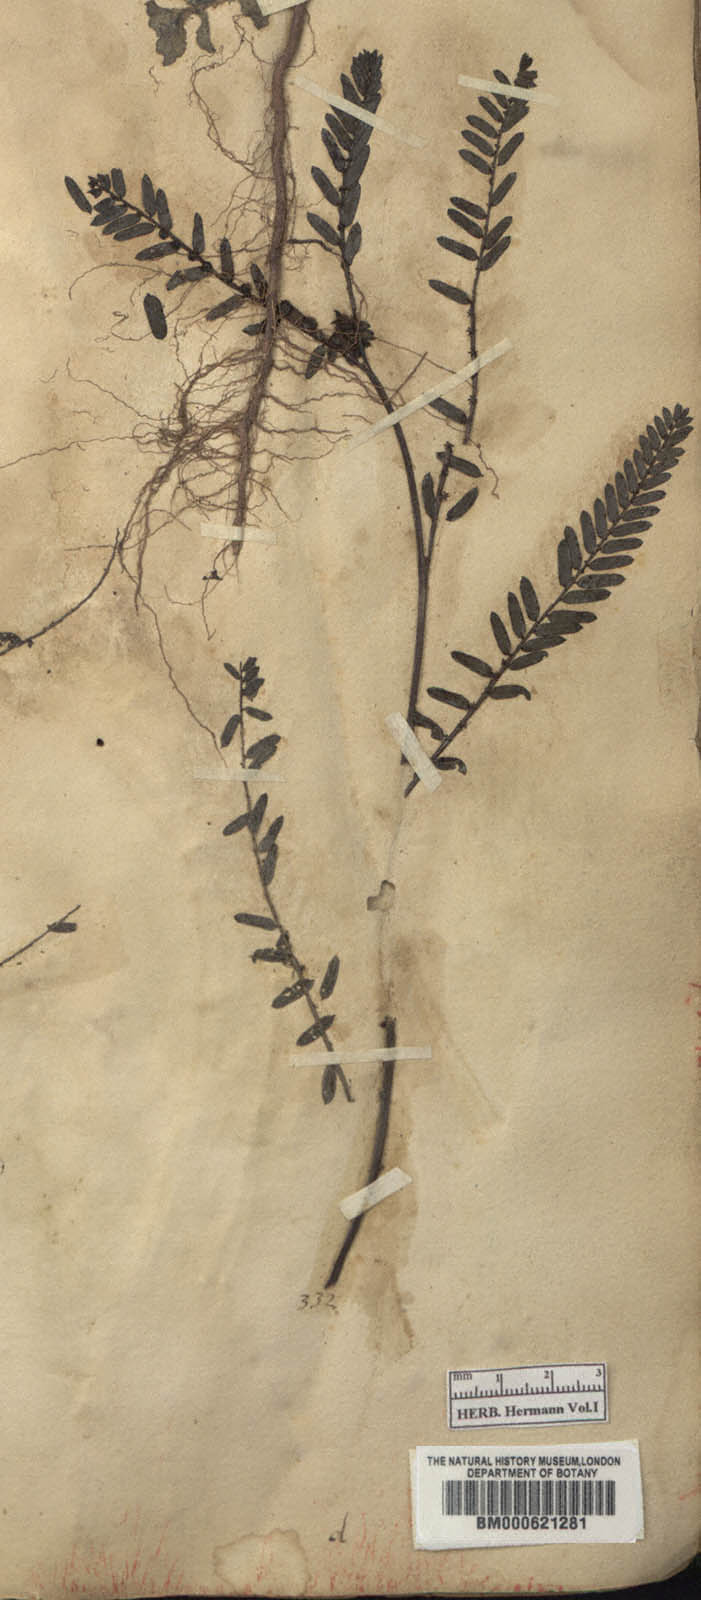 332
mm 1 2 3
HERB. Hermann Vol.I
THE NATURAL HISTORY MUSEUM,LONDON
DEPARTMENT OF BOTANY
BM000621281
d